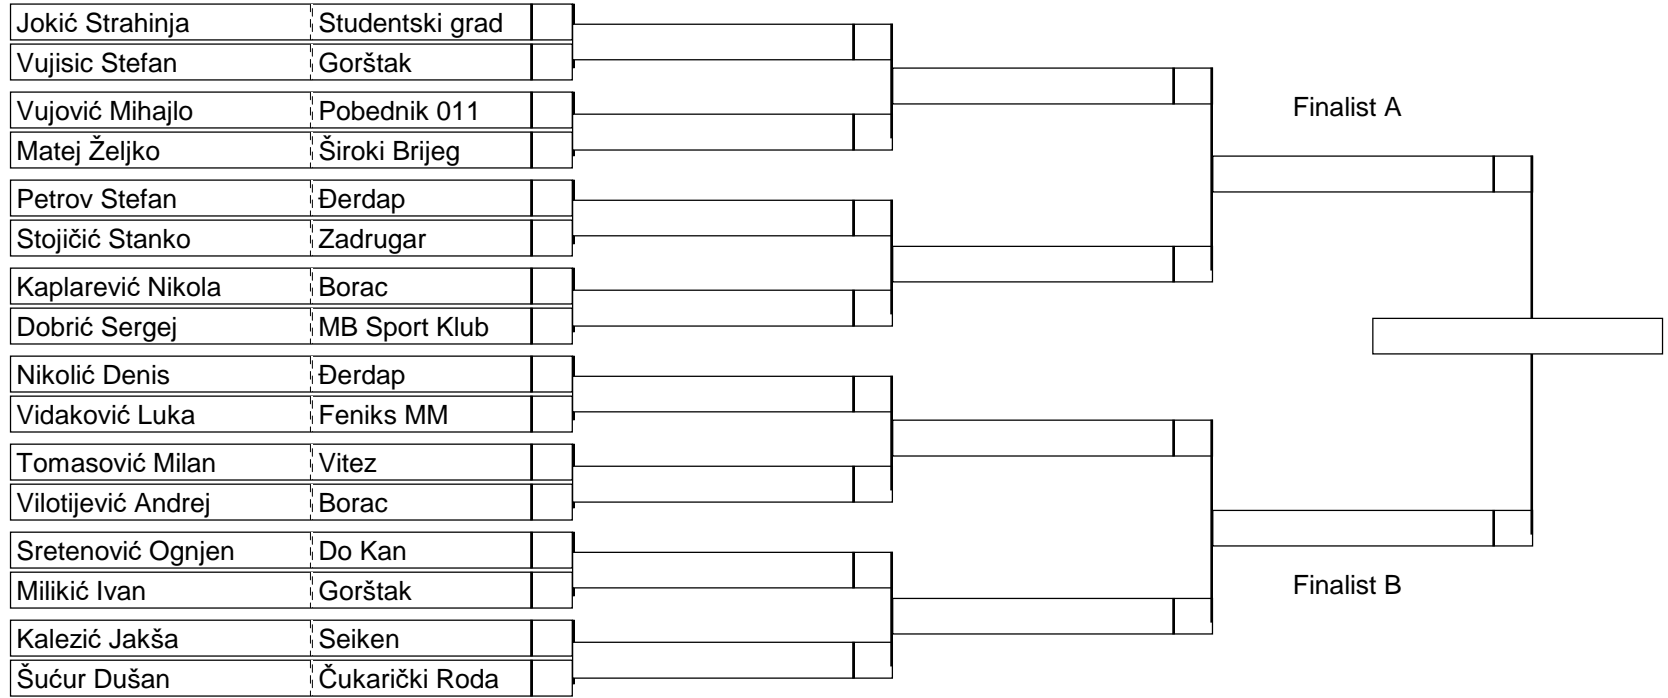 Jokić Strahinja Studentski grad
Vujisic Stefan Gorštak
Vujović Mihajlo Pobednik 011
Finalist A
Matej Željko Široki Brijeg
Petrov Stefan Đerdap
Stojičić Stanko Zadrugar
Kaplarević Nikola Borac
Dobrić Sergej MB Sport Klub
Nikolić Denis Đerdap
Vidaković Luka Feniks MM
Tomasović Milan Vitez
Vilotijević Andrej Borac
Sretenović Ognjen Do Kan
Milikić Ivan Gorštak
Finalist B
Kalezić Jakša Seiken
Šućur Dušan Čukarički Roda